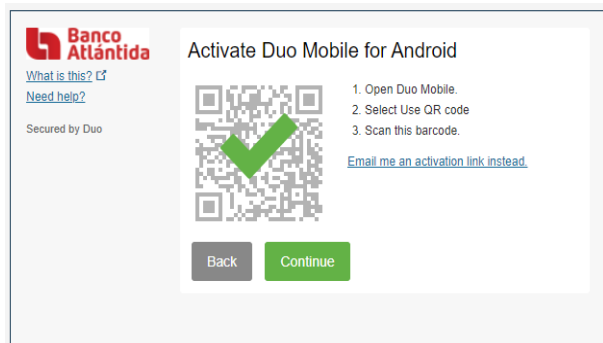 Banco
Atlántida
What is this?
Need help?
Secured by Duo
Activate Duo Mobile for Android
1. Open Duo Mobile.
2. Select Use QR code
3. Scan this barcode.
Email me an activation link instead.
Back
Continue